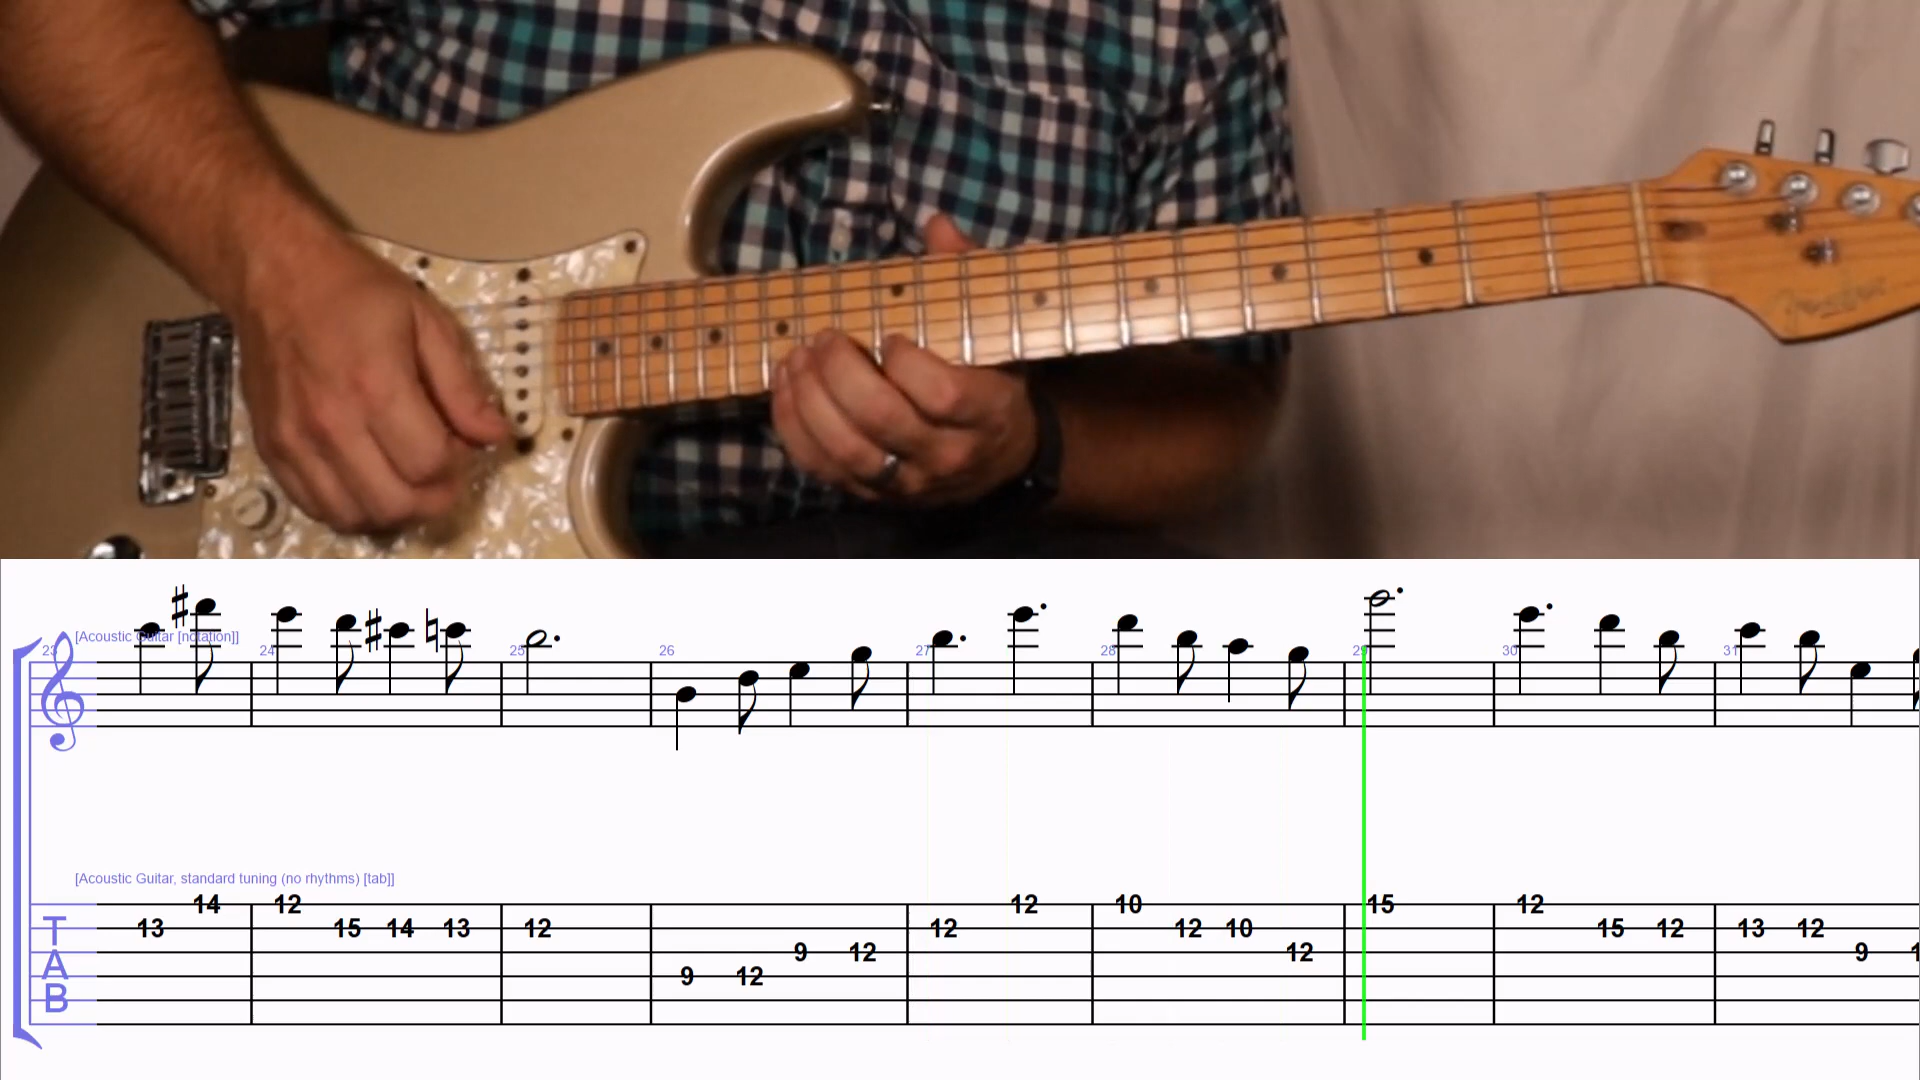 [Acoustic Guitar [notation]]
23 24 25 26 27 28 29 30 31
[Acoustic Guitar, standard tuning (no rhythms) [tab]]
14 12 12 10 15 12
T 13 15 14 13 12 12 12 10 15 12 13 12
A 9 12 12 9
B 9 12